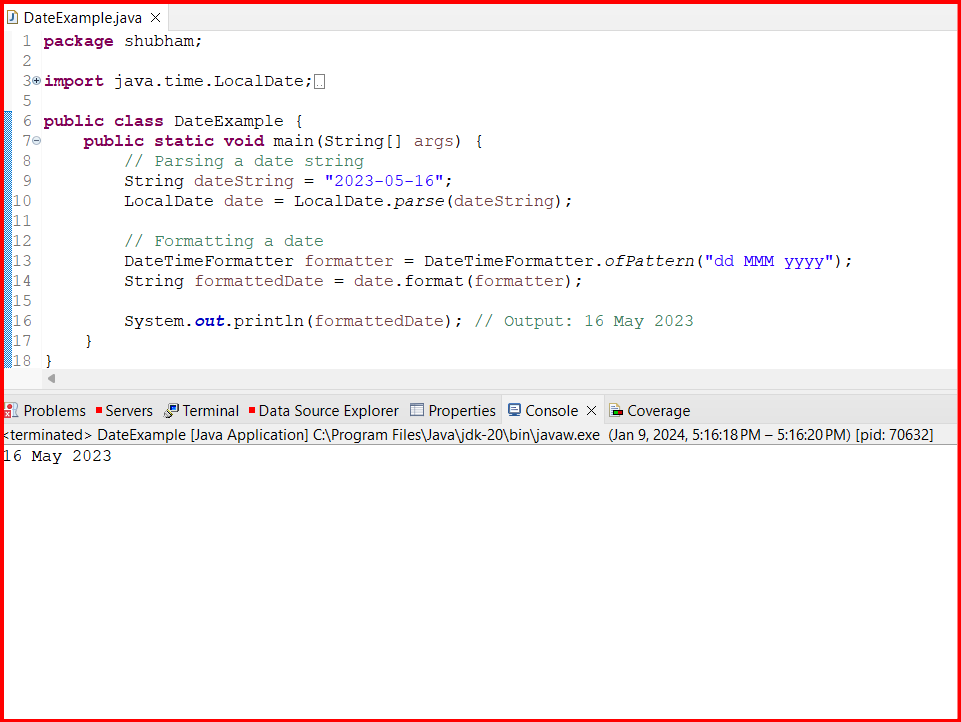 DateExample.java
1 package shubham;
2
3 import java.time.LocalDate;
5
6 public class DateExample {
7     public static void main(String[] args) {
8         // Parsing a date string
9         String dateString = "2023-05-16";
10         LocalDate date = LocalDate.parse(dateString);
11
12         // Formatting a date
13         DateTimeFormatter formatter = DateTimeFormatter.ofPattern("dd MMM yyyy");
14         String formattedDate = date.format(formatter);
15
16         System.out.println(formattedDate); // Output: 16 May 2023
17     }
18 }
Problems Servers Terminal Data Source Explorer Properties Console Coverage
<terminated> DateExample [Java Application] C:\Program Files\Java\jdk-20\bin\javaw.exe (Jan 9, 2024, 5:16:18 PM – 5:16:20 PM) [pid: 70632]
16 May 2023